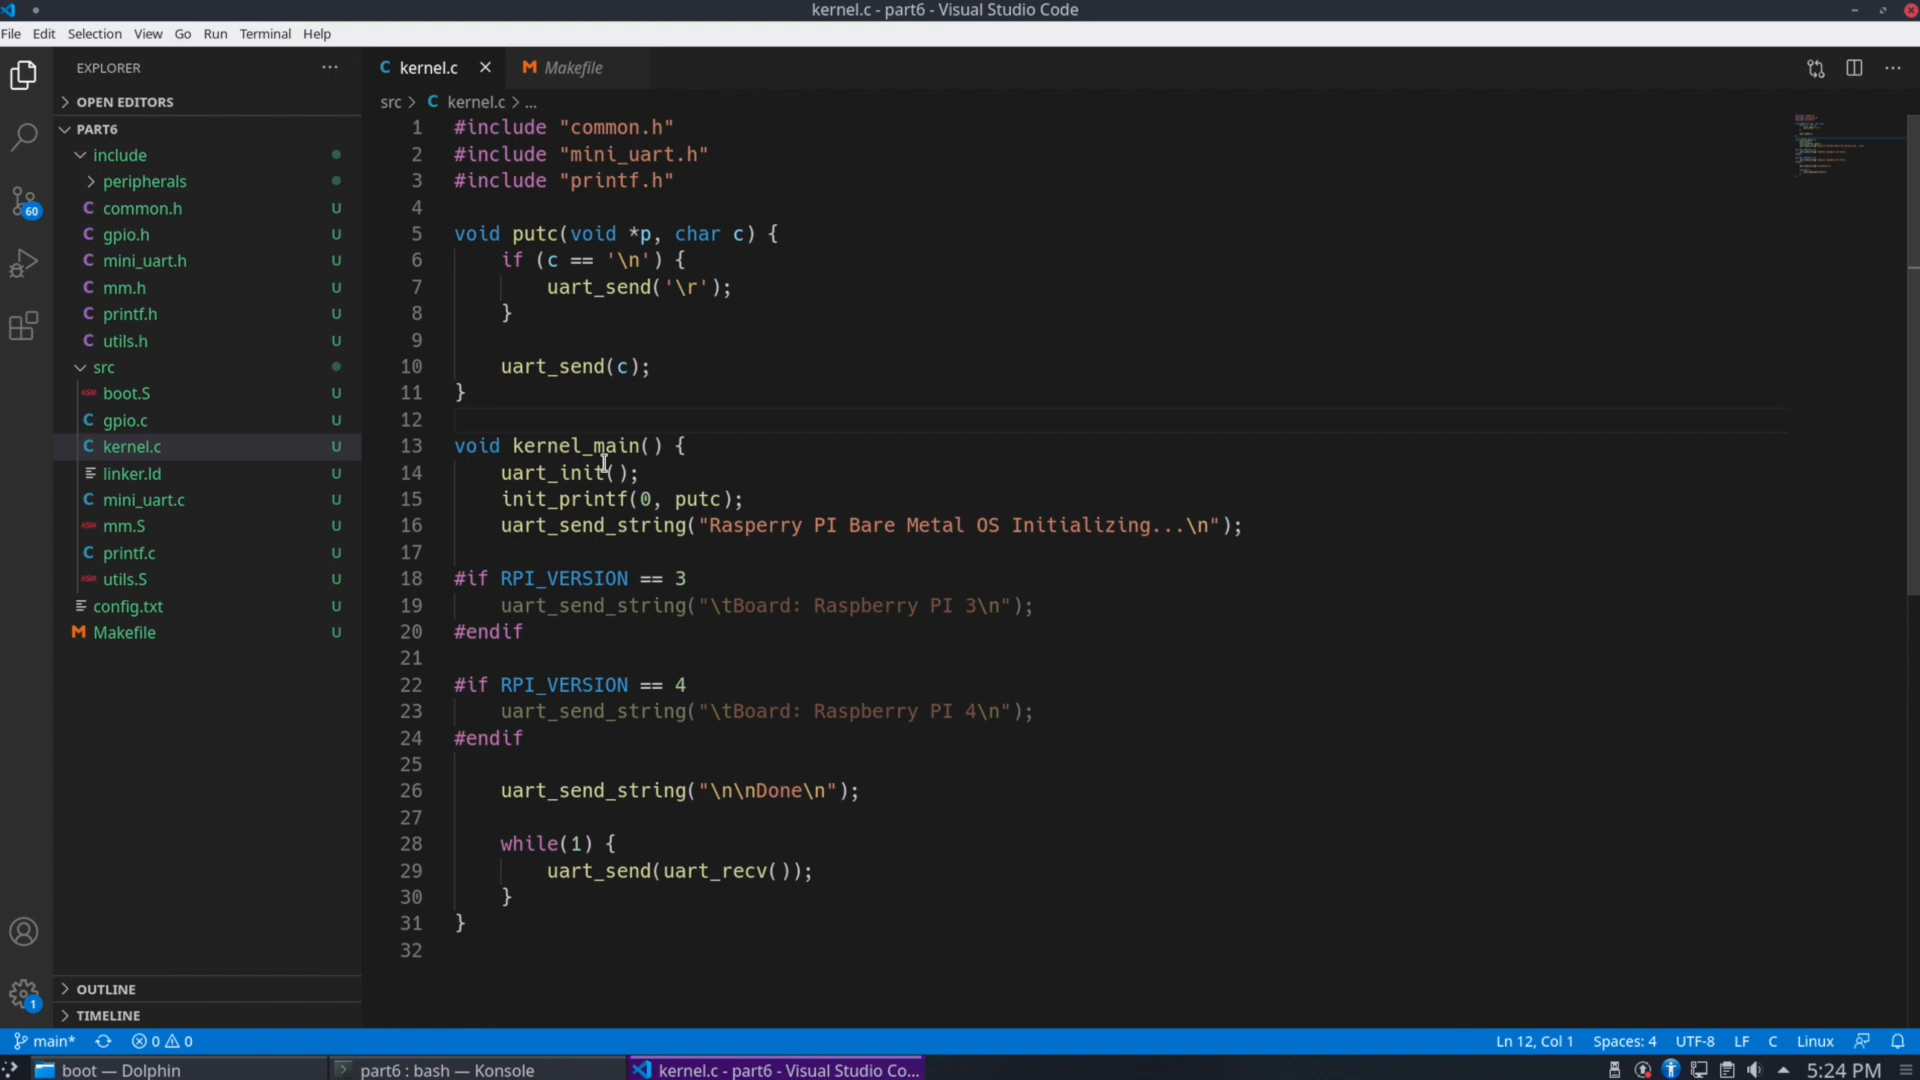 kernel.c - part6 - Visual Studio Code
File Edit Selection View Go Run Terminal Help
EXPLORER
OPEN EDITORS
PART6
include
peripherals
common.h U
gpio.h U
mini_uart.h U
mm.h U
printf.h U
utils.h U
src
boot.S U
gpio.c U
kernel.c U
linker.ld U
mini_uart.c U
mm.S U
printf.c U
utils.S U
config.txt U
Makefile U
OUTLINE
TIMELINE
60
1
kernel.c Makefile
src > C kernel.c > ...
1 #include "common.h"
2 #include "mini_uart.h"
3 #include "printf.h"
4
5 void putc(void *p, char c) {
6 if (c == '\n') {
7 uart_send('\r');
8 }
9
10 uart_send(c);
11 }
12
13 void kernel_main() {
14 uart_init();
15 init_printf(0, putc);
16 uart_send_string("Rasperry PI Bare Metal OS Initializing...\n");
17
18 #if RPI_VERSION == 3
19 uart_send_string("\tBoard: Raspberry PI 3\n");
20 #endif
21
22 #if RPI_VERSION == 4
23 uart_send_string("\tBoard: Raspberry PI 4\n");
24 #endif
25
26 uart_send_string("\n\nDone\n");
27
28 while(1) {
29 uart_send(uart_recv());
30 }
31 }
32
main* 0 0 Ln 12, Col 1 Spaces: 4 UTF-8 LF C Linux
boot — Dolphin part6 : bash — Konsole kernel.c - part6 - Visual Studio Co... 5:24 PM